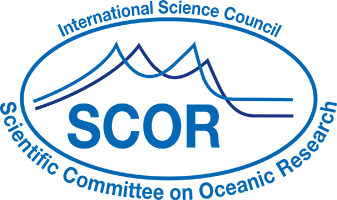 International Science Council
SCOR
Scientific Committee on Oceanic Research